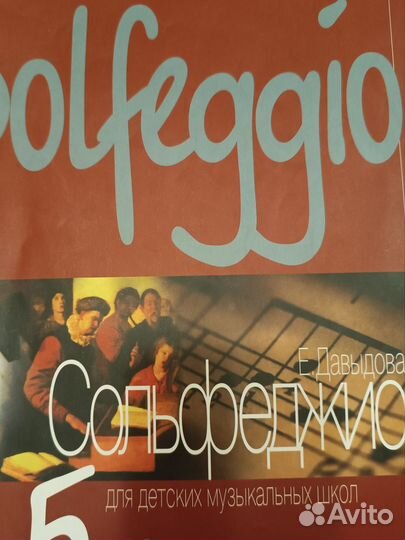 olfeggio
Е. Давыдова
Сольфеджио
для детских музыкальных школ
5
Avito